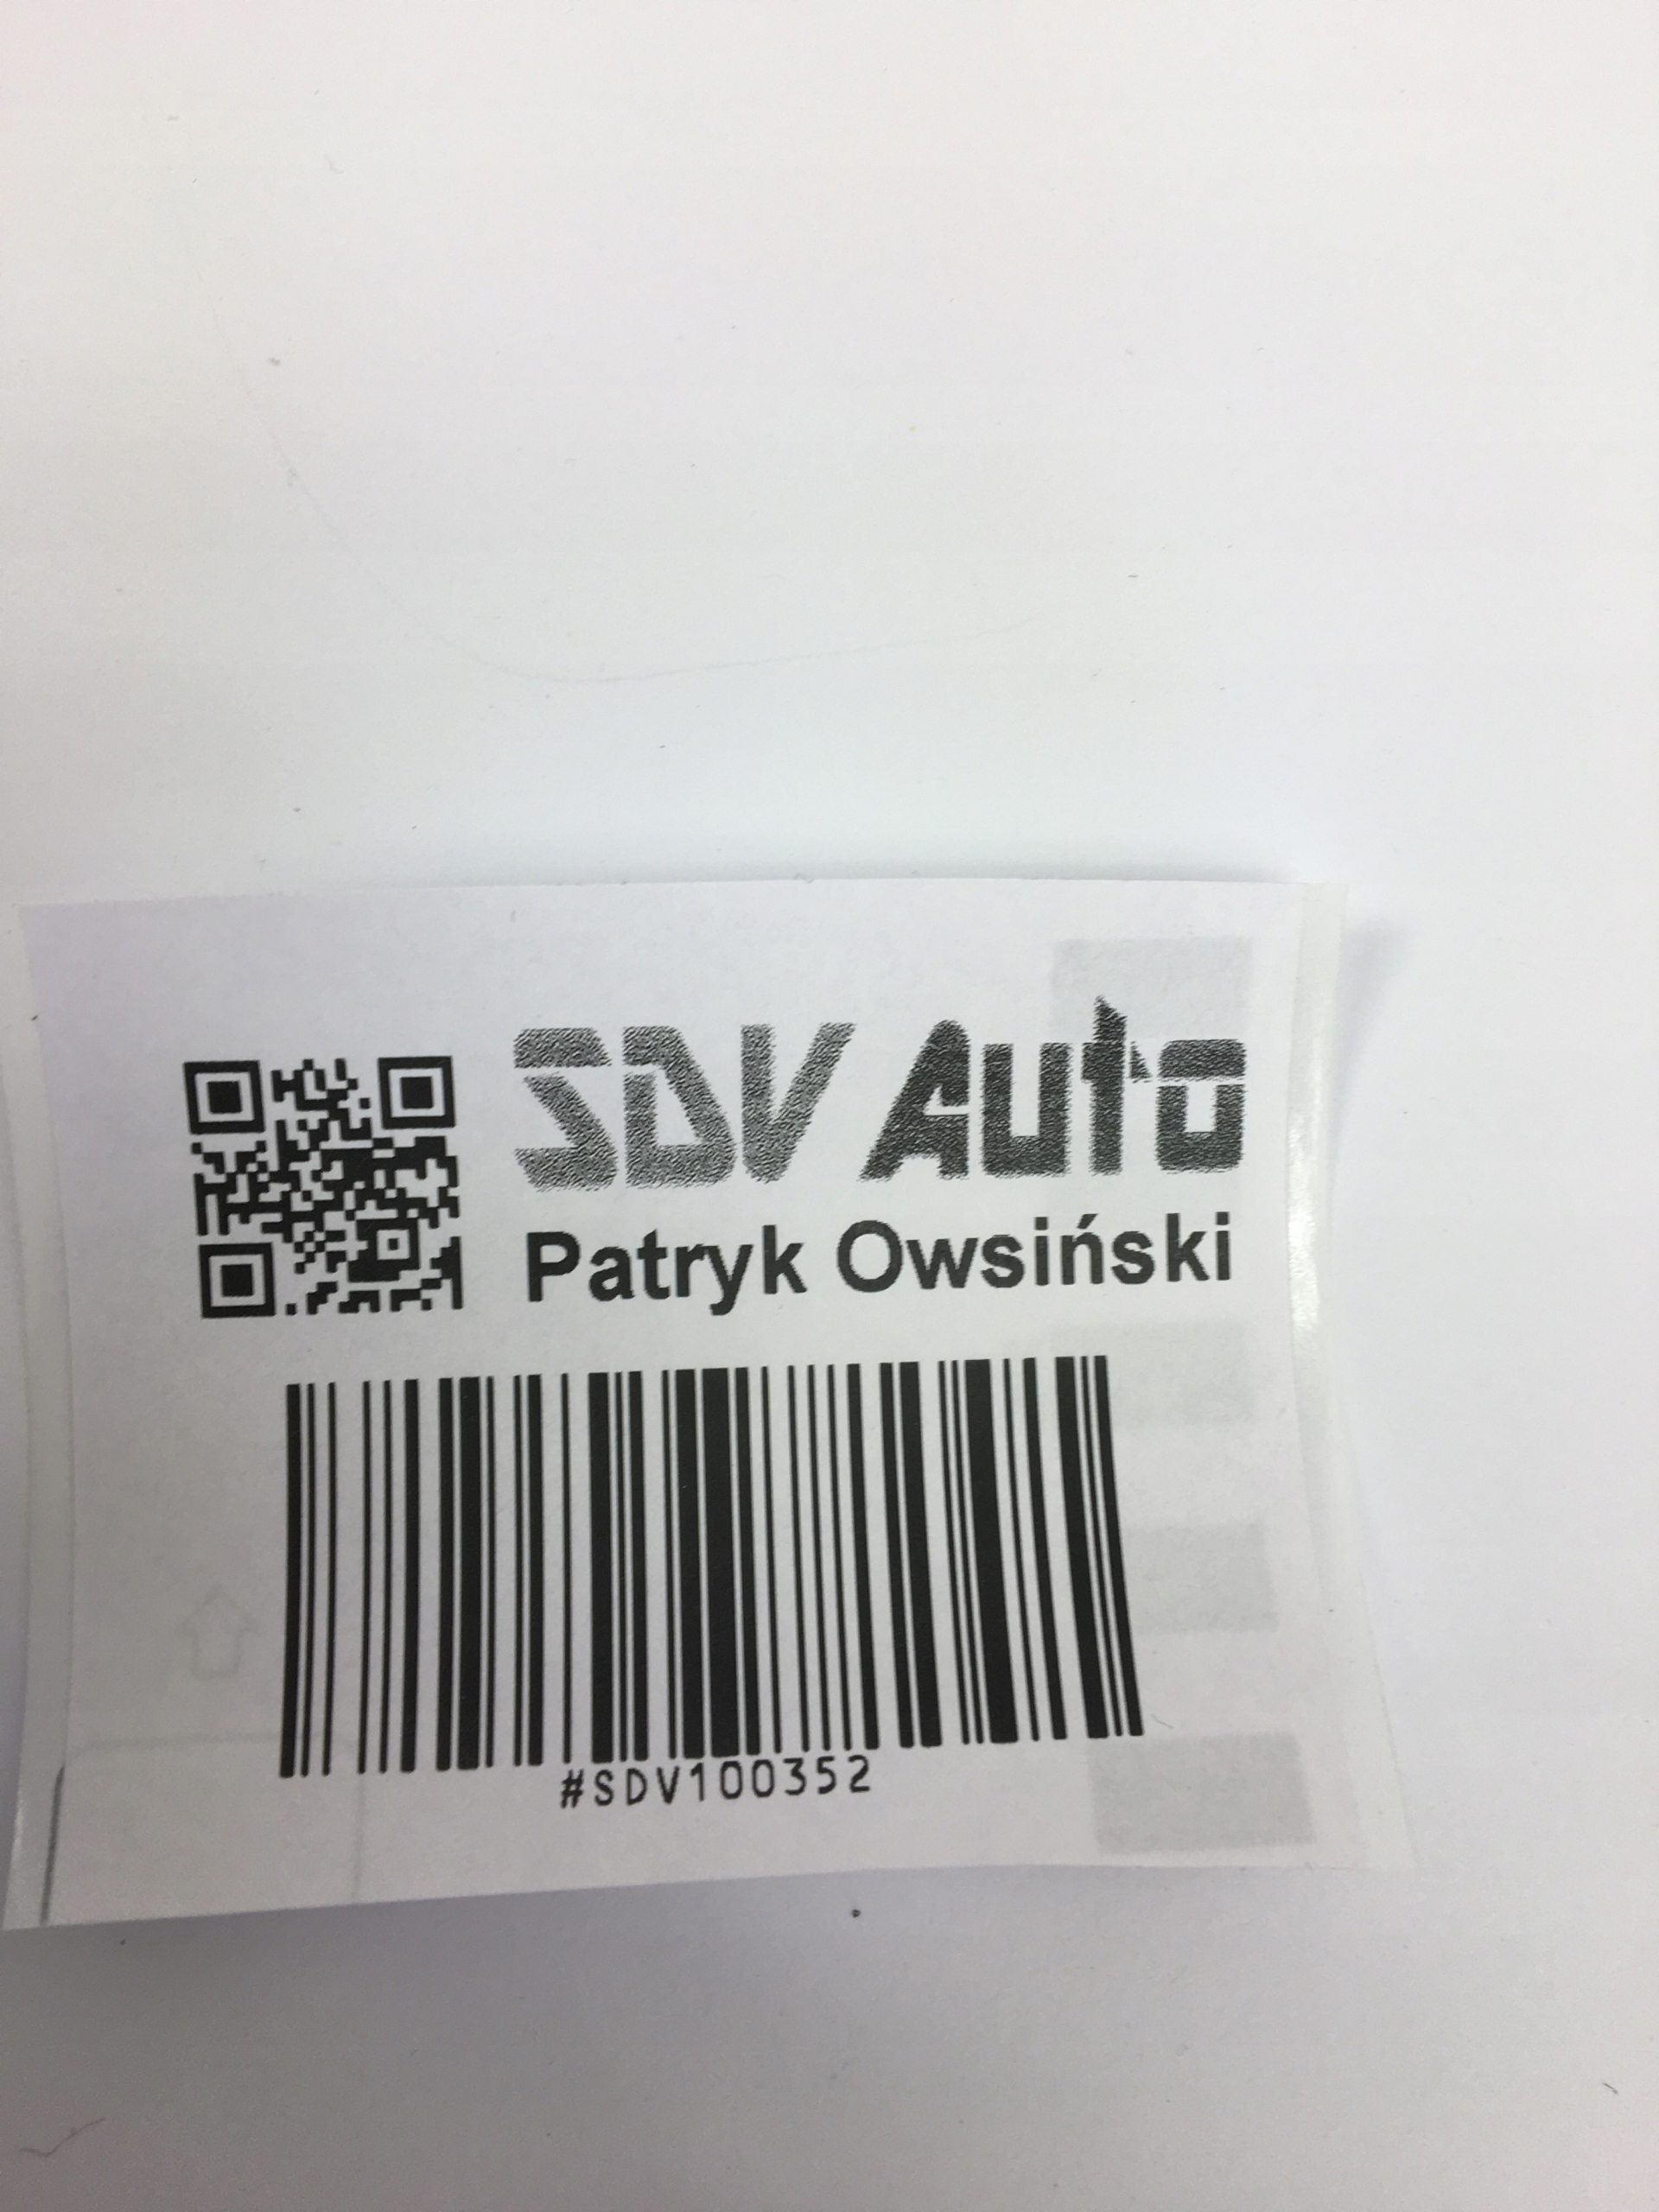 SDV Auto
Patryk Owsiński
#SDV100352